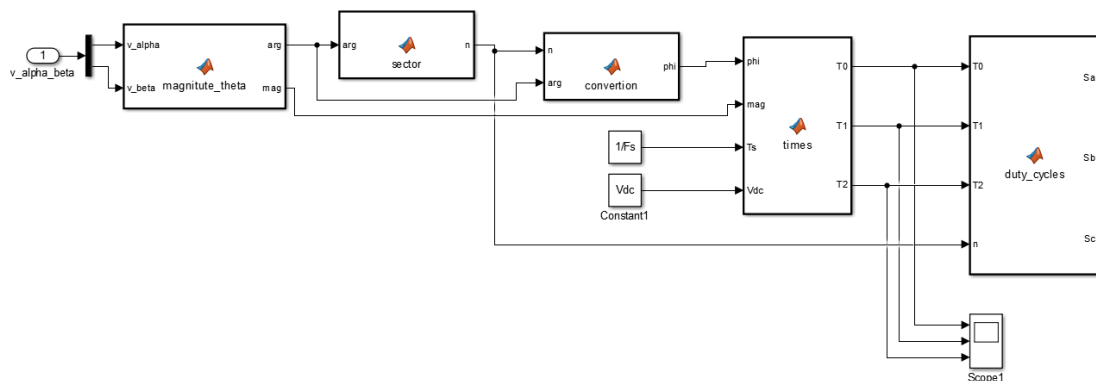 1
v_alpha_beta
v_alpha
v_beta
arg
mag
magnitute_theta
arg
n
sector
n
arg
phi
convertion
phi
mag
Ts
Vdc
T0
T1
T2
times
1/Fs
Vdc
Constant1
T0
T1
T2
n
Sa
Sb
Sc
duty_cycles
Scope1